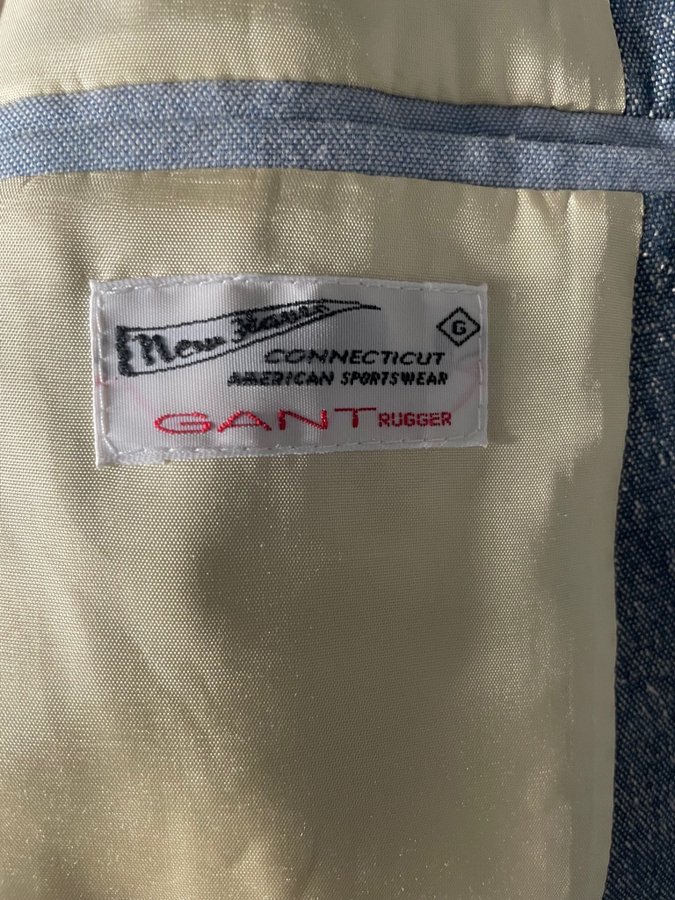 New Haven
G
CONNECTICUT
AMERICAN SPORTSWEAR
GANT RUGGER